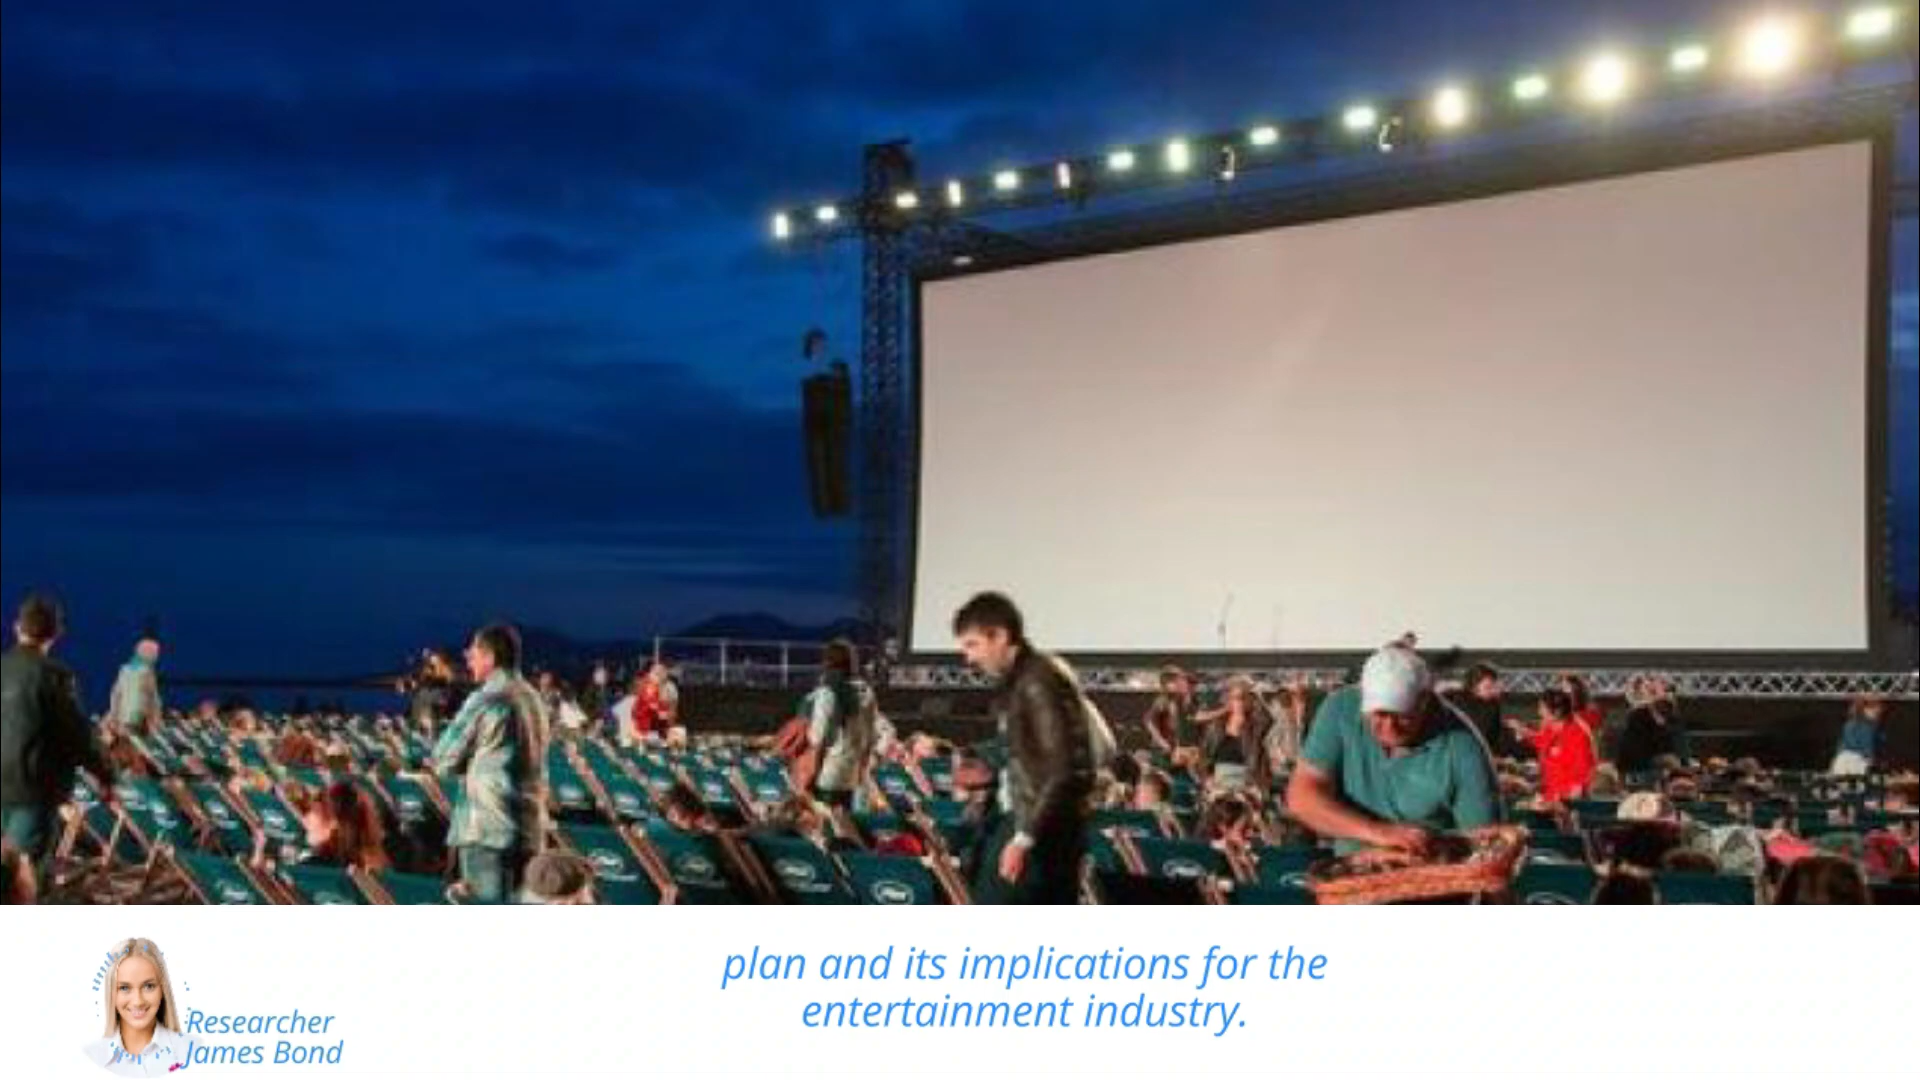 plan and its implications for the
entertainment industry.
Researcher
James Bond